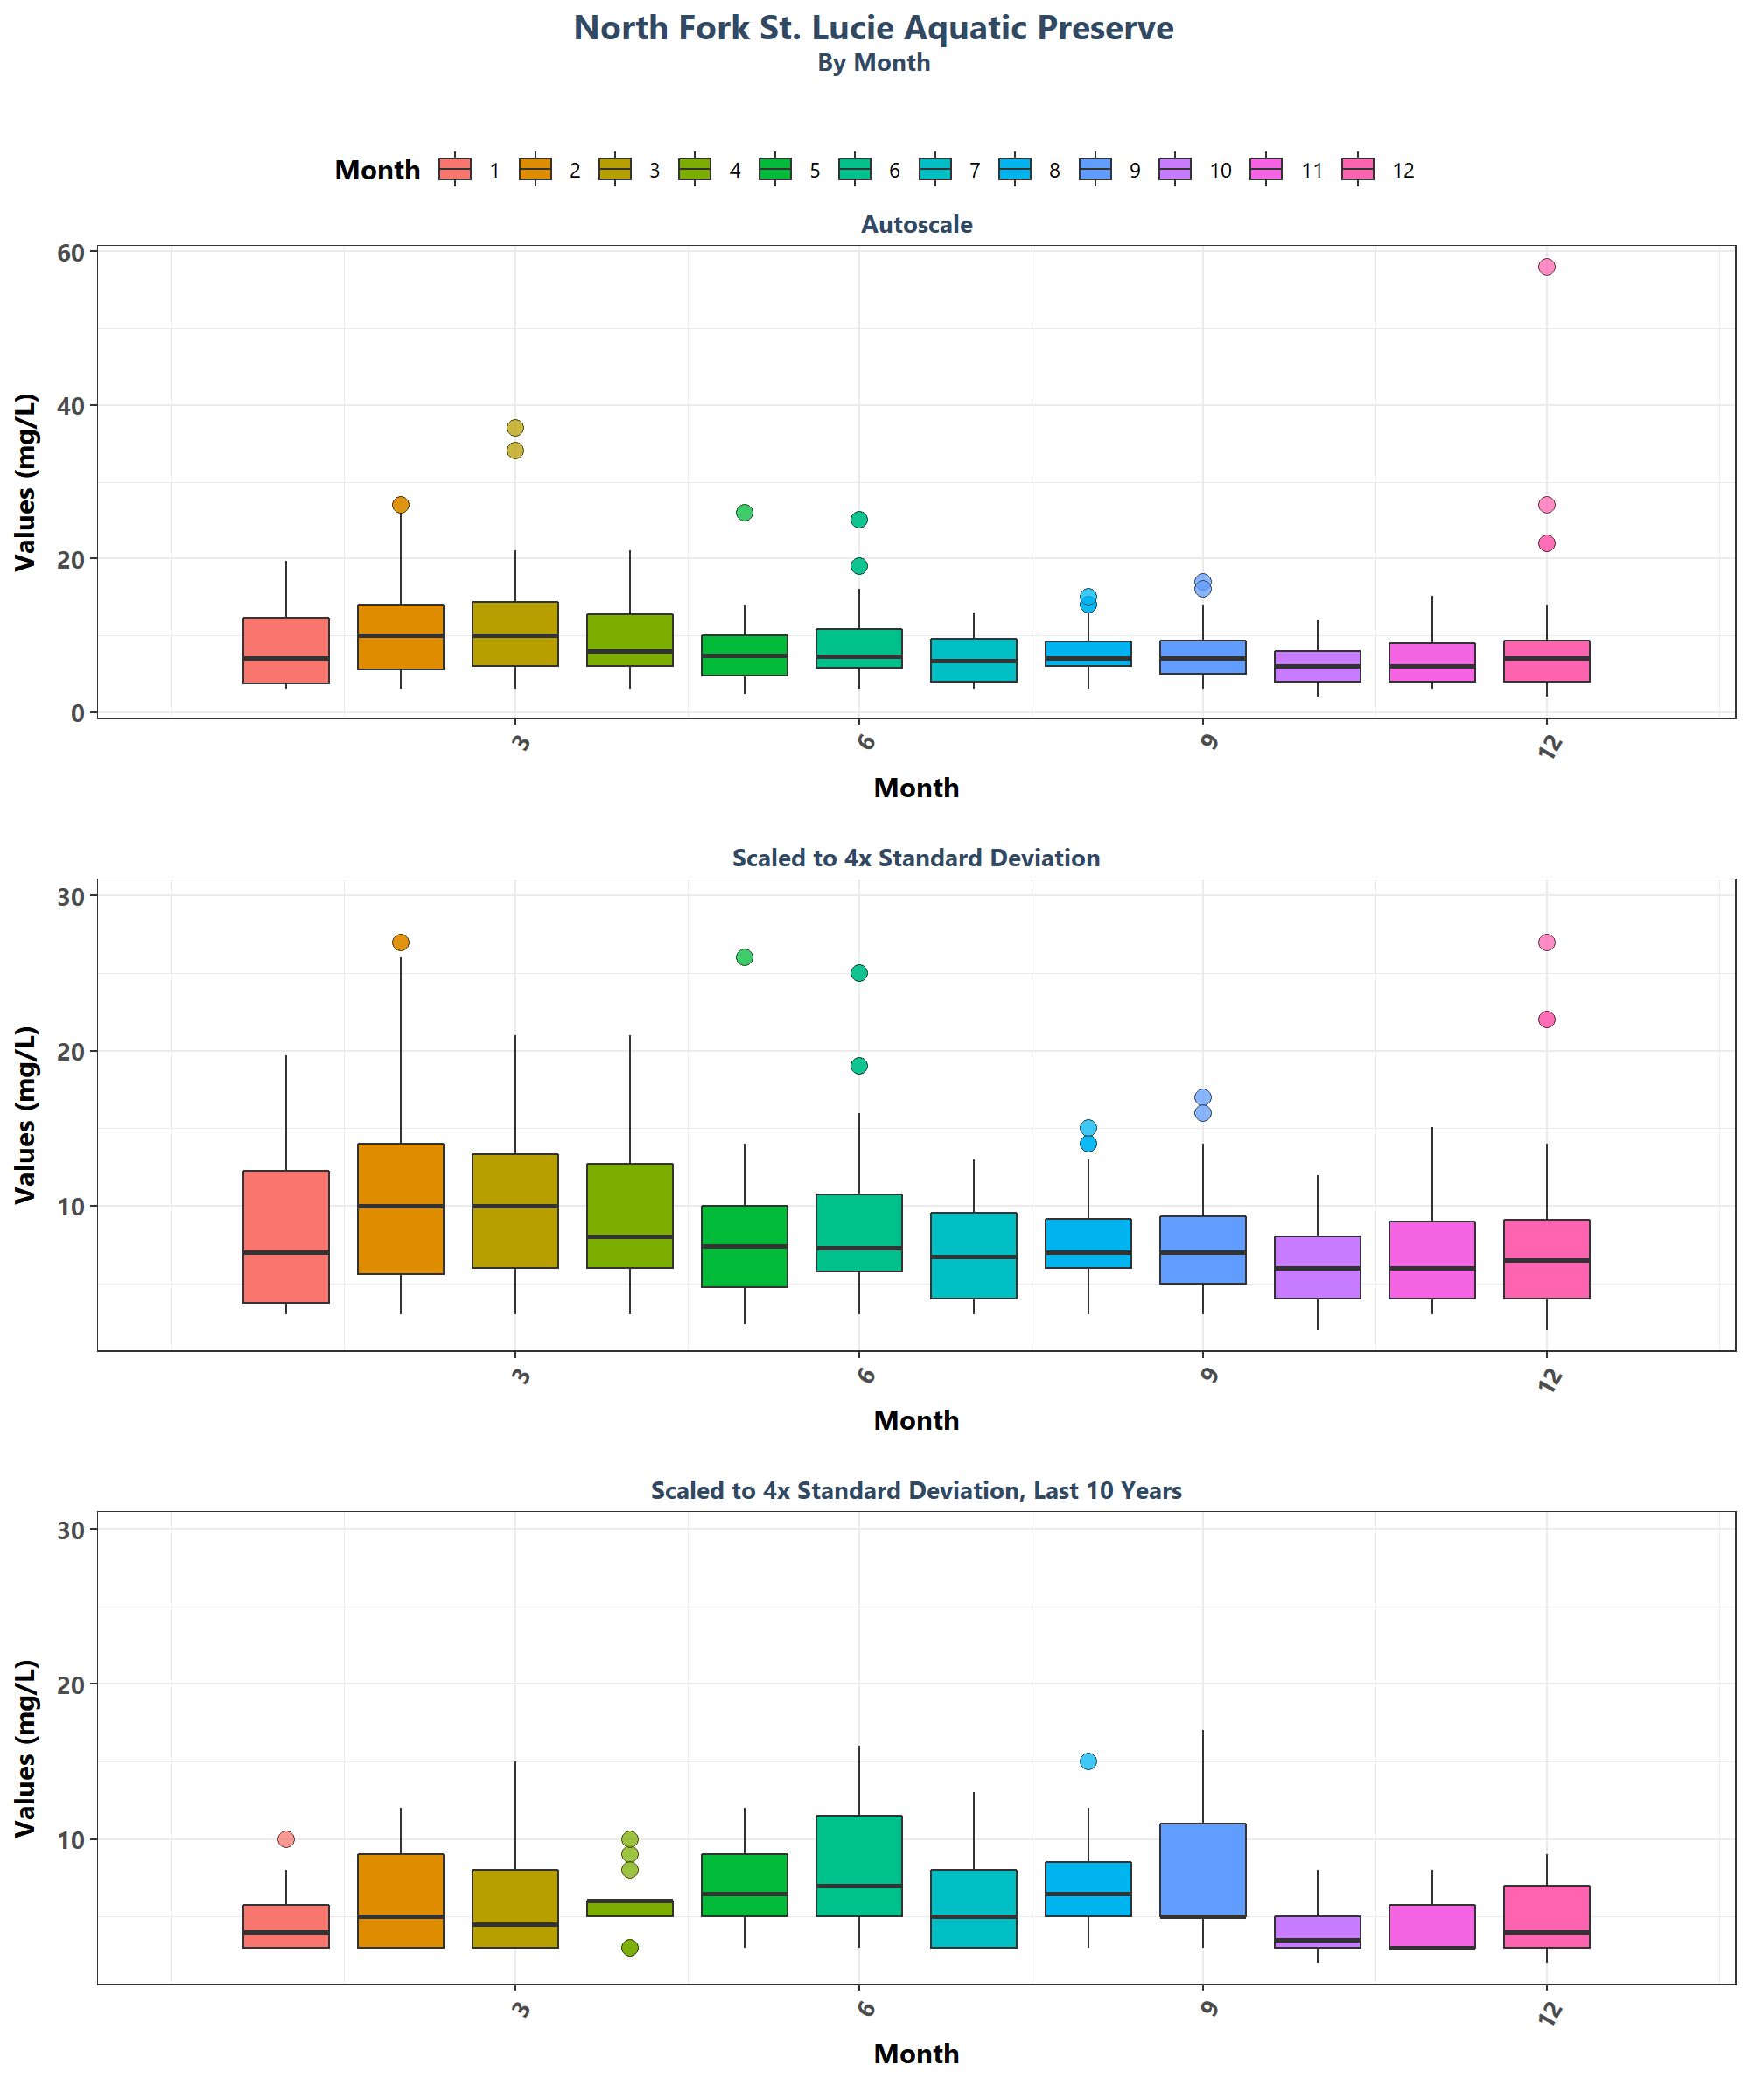 North Fork St. Lucie Aquatic Preserve
By Month
Month 1 2 3 4 5 6 7 8 9 10 11 12
Autoscale
Values (mg/L)
60
40
20
0
3 6 9 12
Month
Scaled to 4x Standard Deviation
Values (mg/L)
30
20
10
3 6 9 12
Month
Scaled to 4x Standard Deviation, Last 10 Years
Values (mg/L)
30
20
10
3 6 9 12
Month